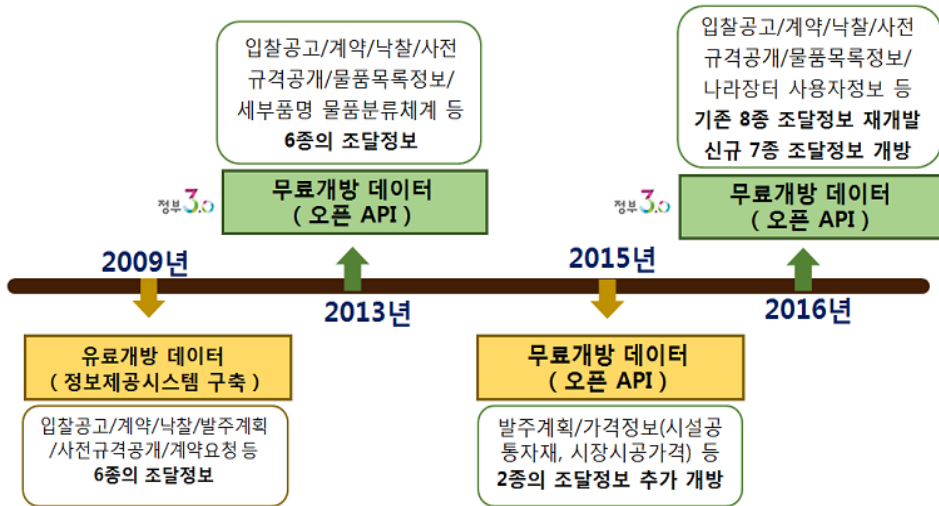 입찰공고/계약/낙찰/사전
규격공개/물품목록정보/
세부품명 물품분류체계 등
6종의 조달정보
정부3.0
무료개방 데이터
( 오픈 API )
입찰공고/계약/낙찰/사전
규격공개/물품목록정보/
나라장터 사용자정보 등
기존 8종 조달정보 재개발
신규 7종 조달정보 개방
정부3.0
무료개방 데이터
( 오픈 API )
2009년
2013년
2015년
2016년
유료개방 데이터
( 정보제공시스템 구축 )
입찰공고/계약/낙찰/발주계획
/사전규격공개/계약요청 등
6종의 조달정보
무료개방 데이터
( 오픈 API )
발주계획/가격정보(시설공
통자재, 시장시공가격) 등
2종의 조달정보 추가 개방